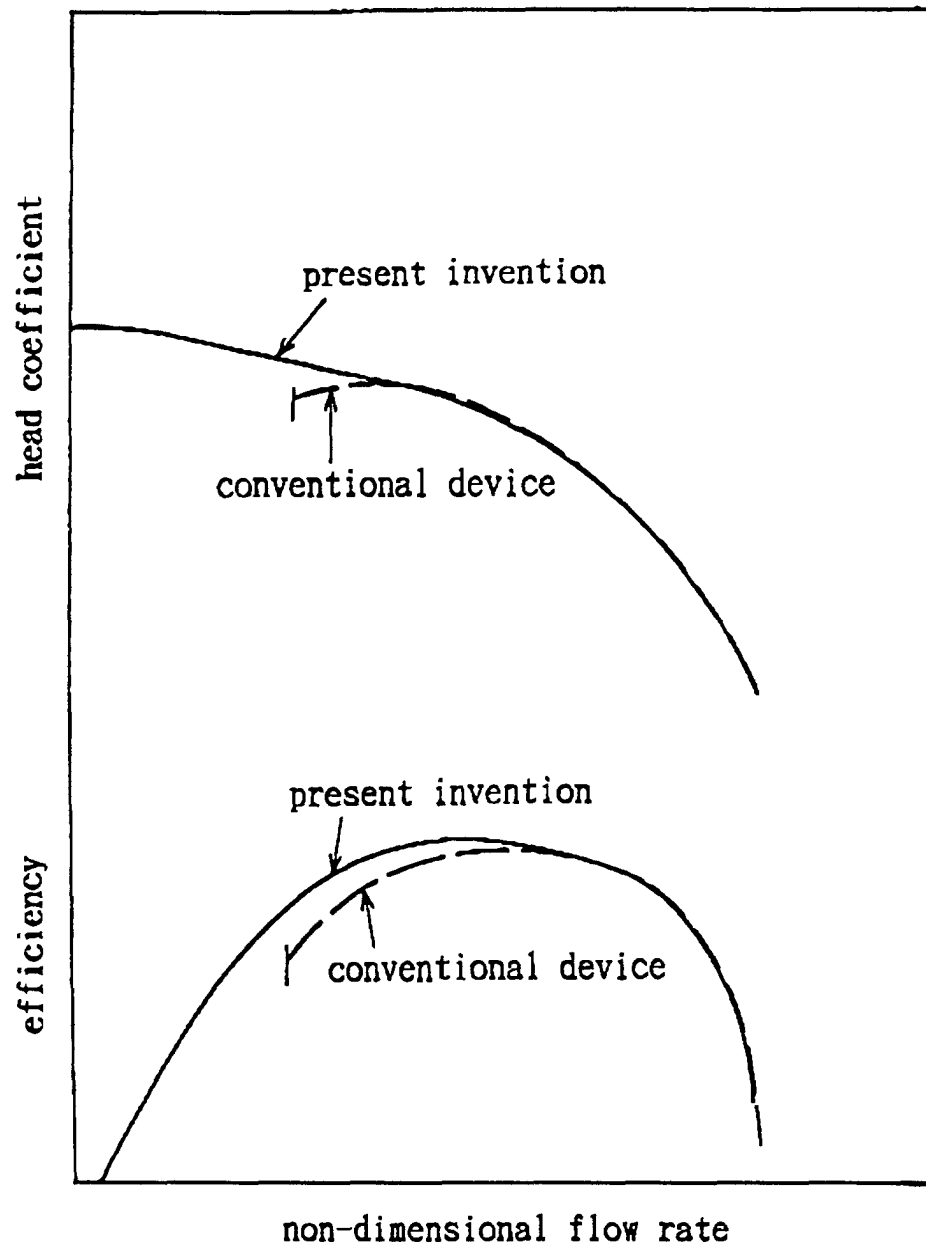 head coefficient
present invention
conventional device
efficiency
present invention
conventional device
non-dimensional flow rate